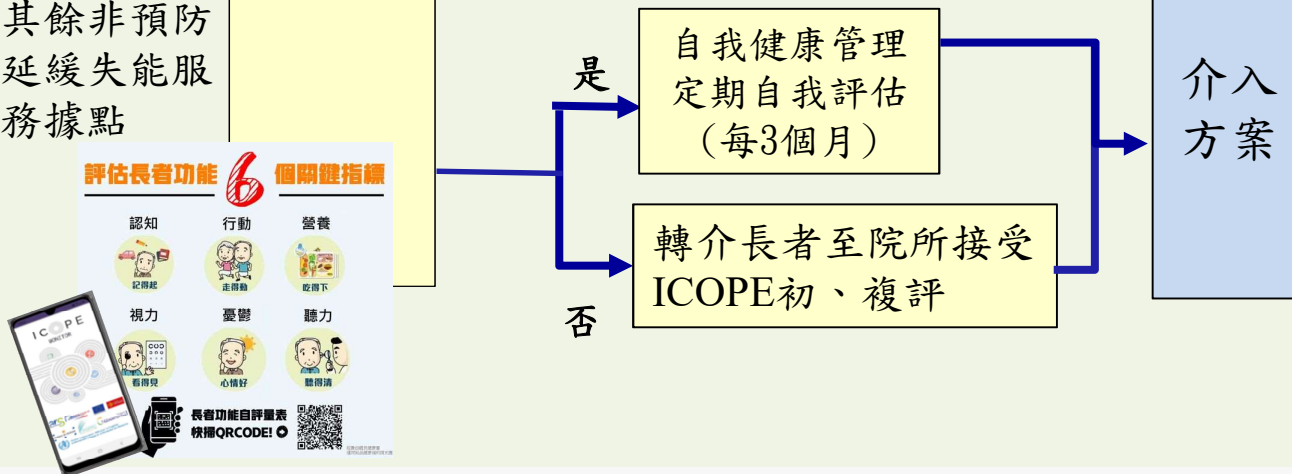 其餘非預防
延緩失能服
務據點
是
自我健康管理
定期自我評估
（每3個月）
介入
方案
轉介長者至院所接受
ICOPE初、複評
否
評估長者功能6個關鍵指標
認知 行動 營養
記得起 走得動 吃得下
視力 憂鬱 聽力
看得見 心情好 聽得清
長者功能自評量表
快掃QRCODE!
ICOPE
MONITOR